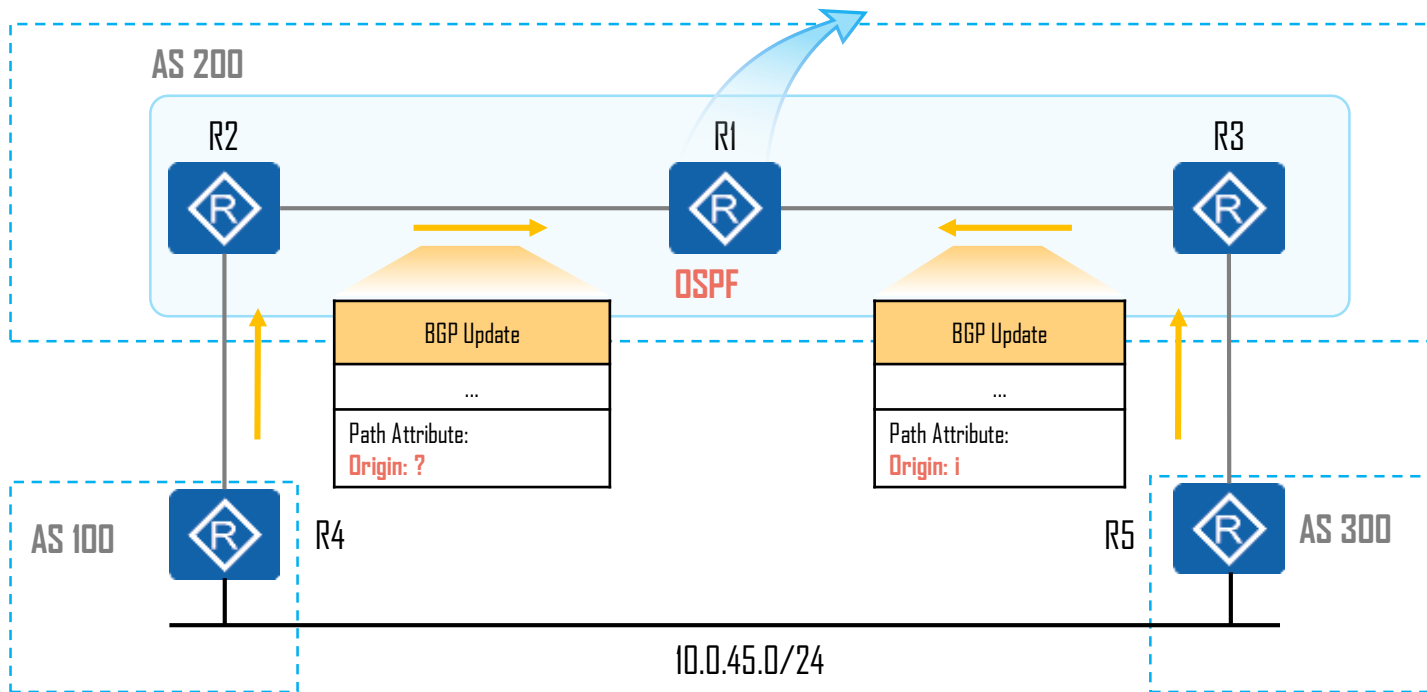 AS 200
R2
R1
R3
R
R
R
OSPF
BGP Update
...
Path Attribute:
Origin: ?
BGP Update
...
Path Attribute:
Origin: i
AS 100
R
R4
R5
R
AS 300
10.0.45.0/24